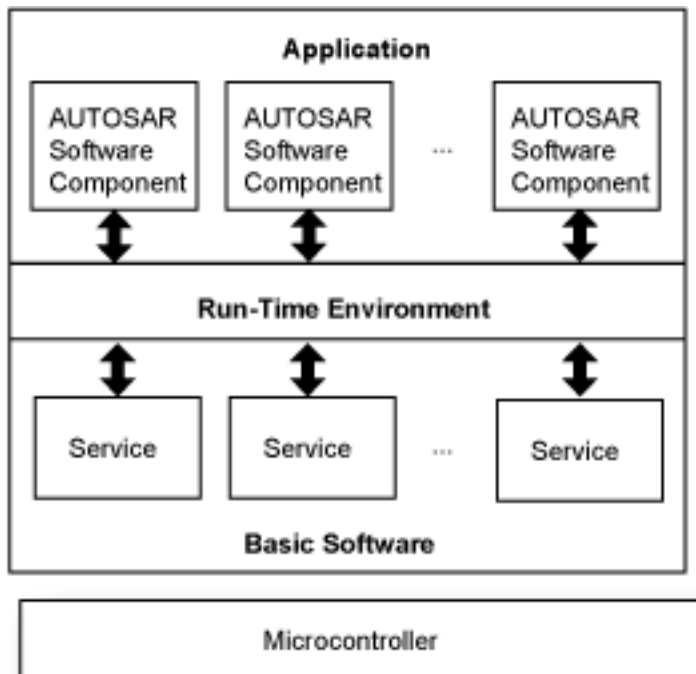 Application
AUTOSAR
Software
Component
AUTOSAR
Software
Component
...
AUTOSAR
Software
Component
Run-Time Environment
Service
Service
...
Service
Basic Software
Microcontroller